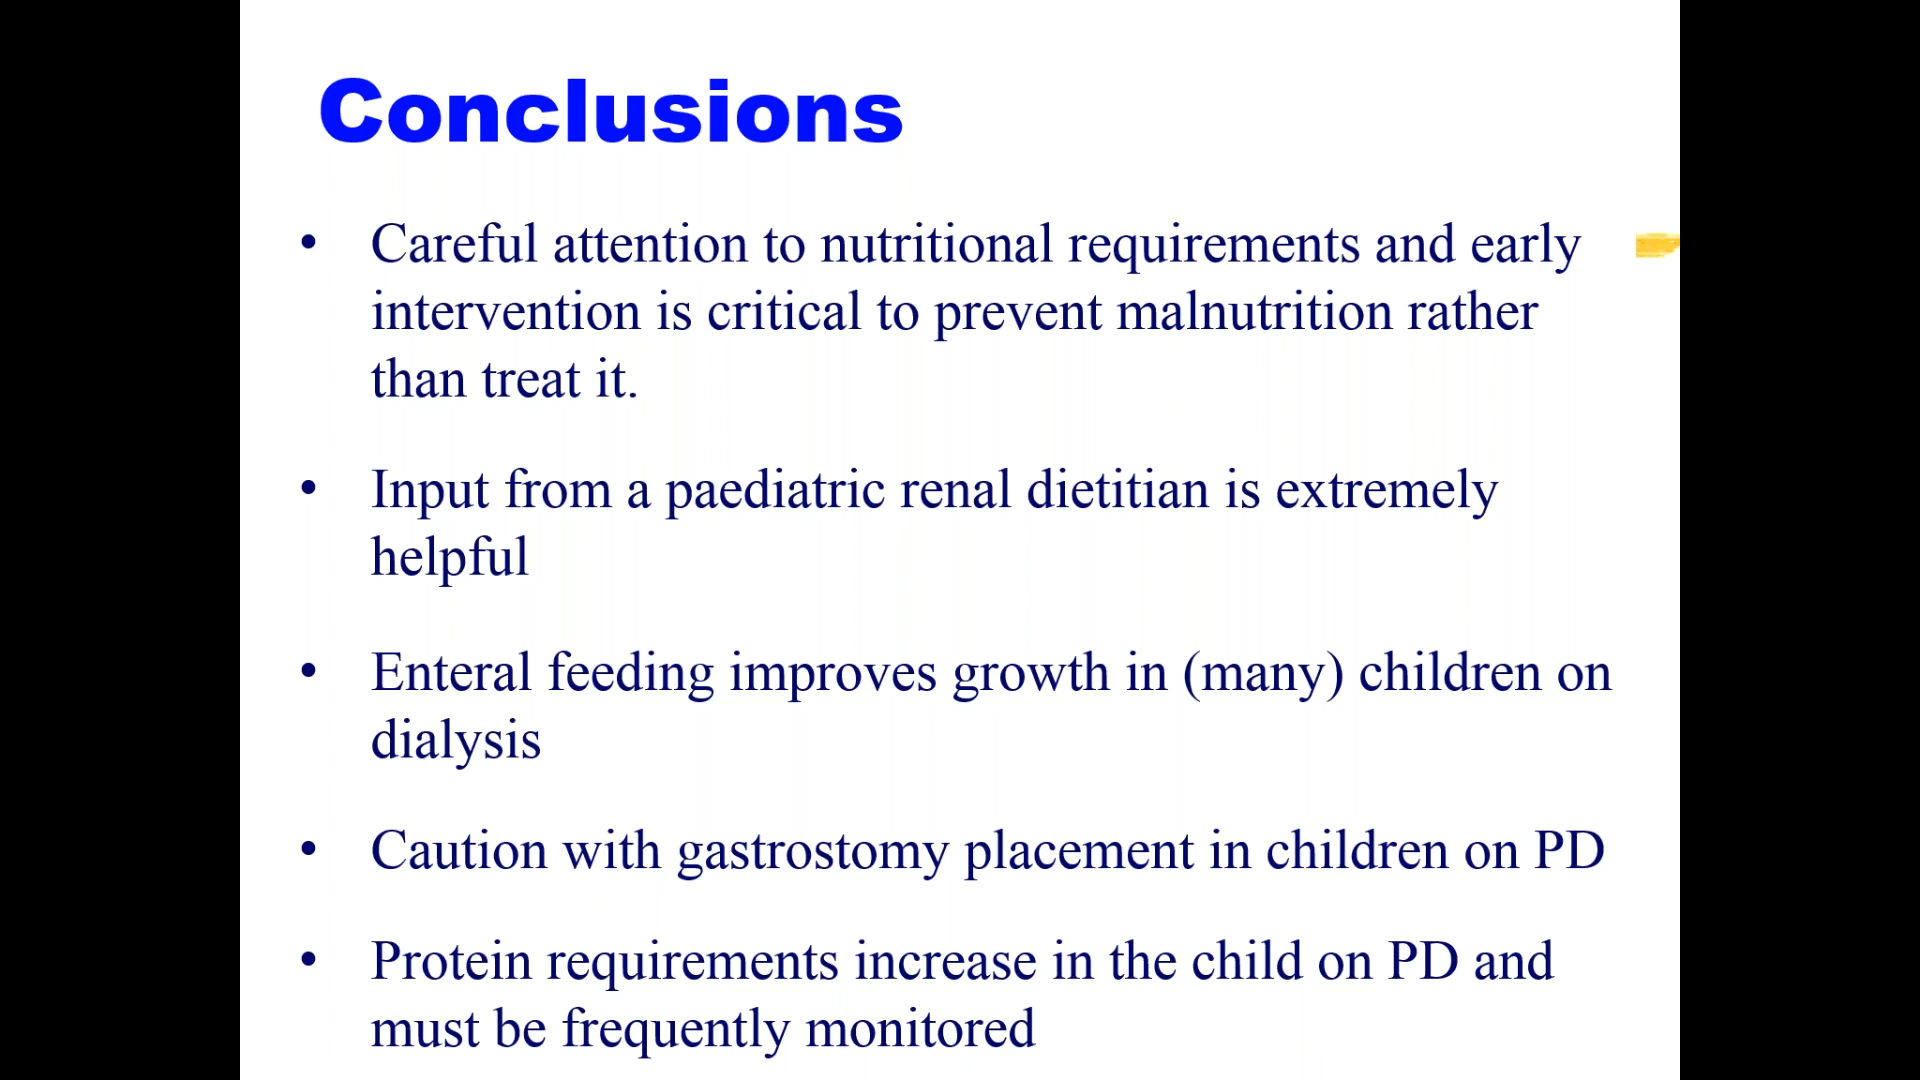 Conclusions
• Careful attention to nutritional requirements and early
intervention is critical to prevent malnutrition rather
than treat it.
• Input from a paediatric renal dietitian is extremely
helpful
• Enteral feeding improves growth in (many) children on
dialysis
• Caution with gastrostomy placement in children on PD
• Protein requirements increase in the child on PD and
must be frequently monitored